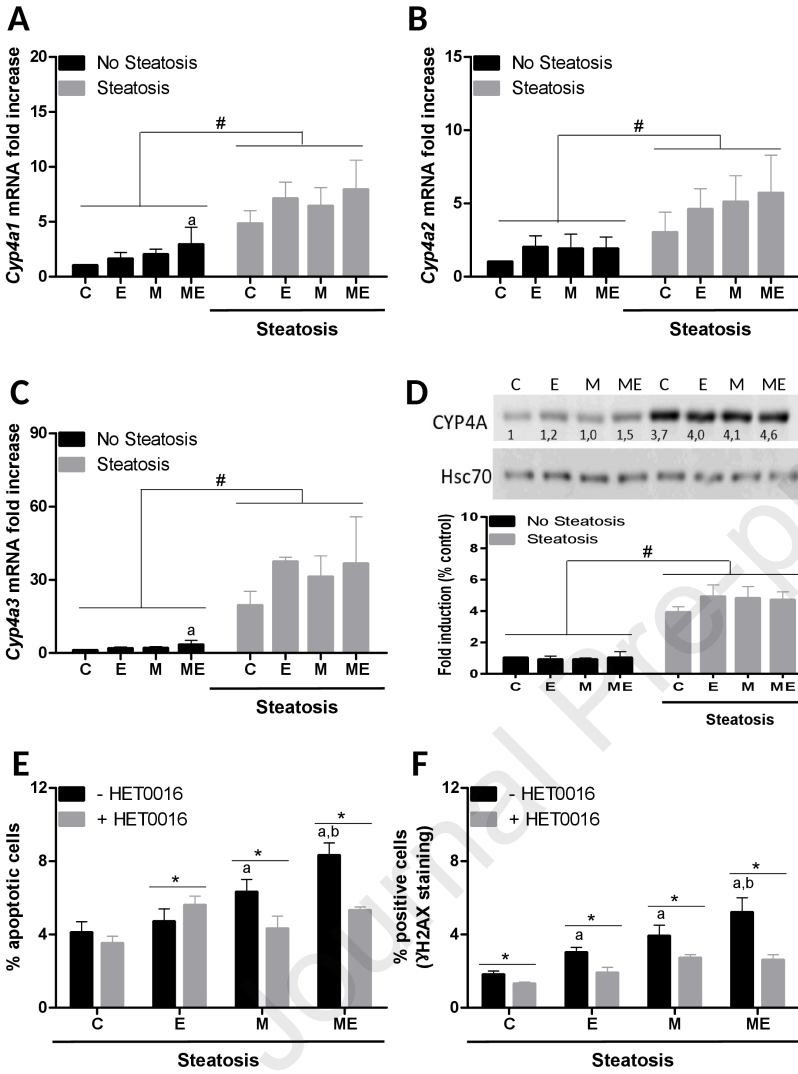 A
Cyp4a1 mRNA fold increase
20
15
10
5
0
No Steatosis
Steatosis
#
a
C E M ME C E M ME
Steatosis
B
Cyp4a2 mRNA fold increase
15
10
5
0
No Steatosis
Steatosis
#
C E M ME C E M ME
Steatosis
C
Cyp4a3 mRNA fold increase
90
60
30
0
No Steatosis
Steatosis
#
a
C E M ME C E M ME
Steatosis
D
C E M ME C E M ME
CYP4A
1 1,2 1,0 1,5 3,7 4,0 4,1 4,6
Hsc70
Fold induction (% control)
10
8
6
4
2
0
No Steatosis
Steatosis
#
C E M ME C E M ME
Steatosis
E
% apoptotic cells
12
8
4
0
- HET0016
+ HET0016
* a * a,b *
C E M ME
Steatosis
F
% positive cells
(γH2AX staining)
12
8
4
0
- HET0016
+ HET0016
* a * a * a,b *
C E M ME
Steatosis
Journal Pre-p